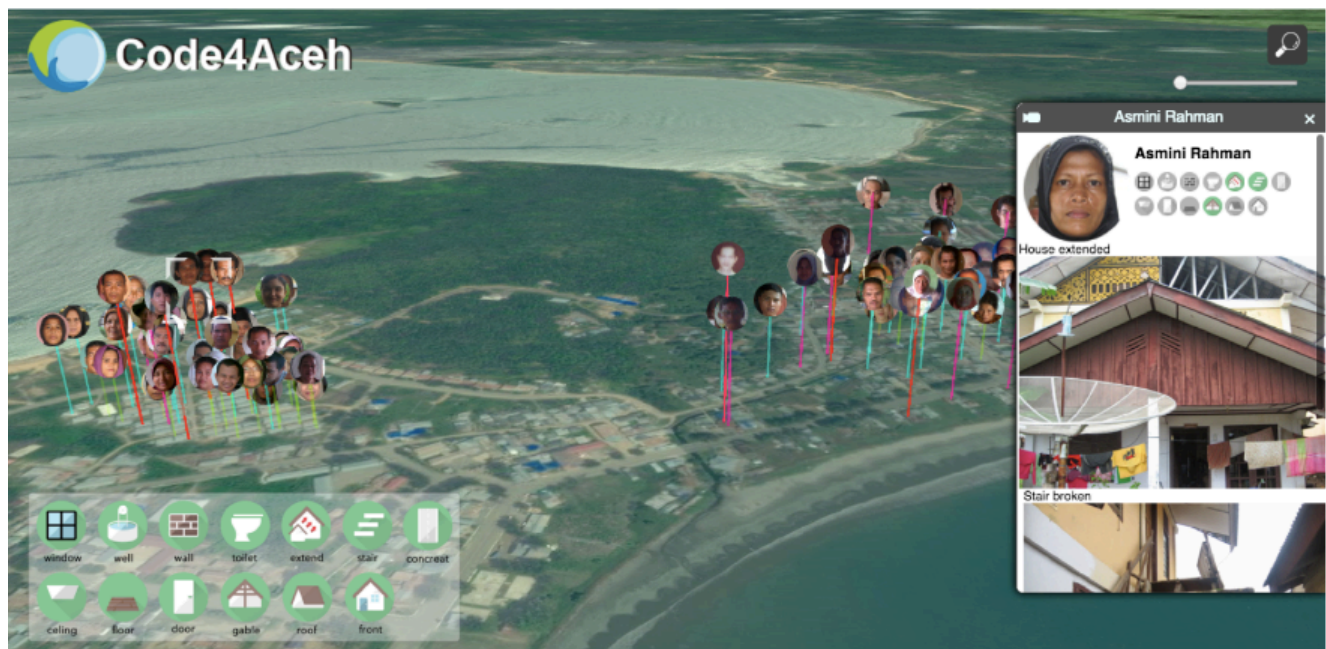 Code4Aceh
Asmini Rahman
Asmini Rahman
House extended
Stair broken
window well wall toilet extend stair concreat
celing floor door gable roof front